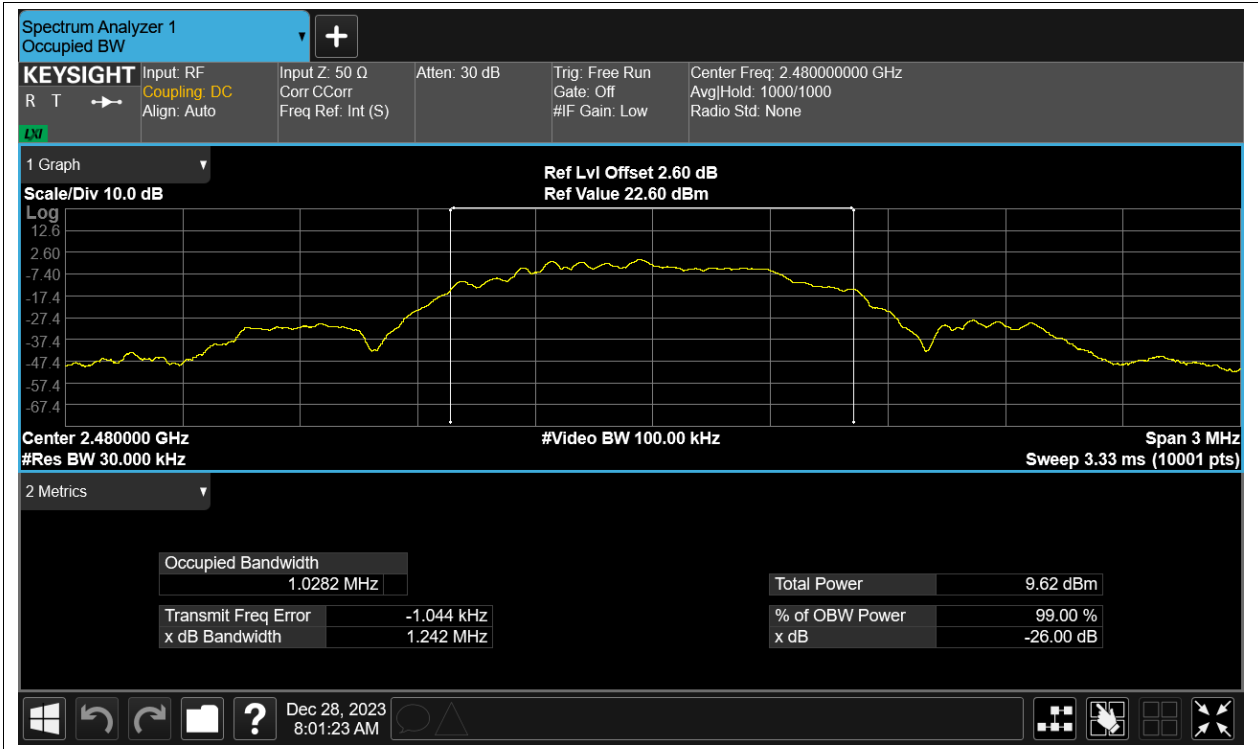 Spectrum Analyzer 1
Occupied BW
KEYSIGHT
R T
LXI
Input: RF
Coupling: DC
Align: Auto
Input Z: 50 Ω
Corr CCorr
Freq Ref: Int (S)
Atten: 30 dB
Trig: Free Run
Gate: Off
#IF Gain: Low
Center Freq: 2.480000000 GHz
Avg|Hold: 1000/1000
Radio Std: None
1 Graph
Scale/Div 10.0 dB
Ref Lvl Offset 2.60 dB
Ref Value 22.60 dBm
Log
12.6
2.60
-7.40
-17.4
-27.4
-37.4
-47.4
-57.4
-67.4
Center 2.480000 GHz
#Res BW 30.000 kHz
#Video BW 100.00 kHz
Span 3 MHz
Sweep 3.33 ms (10001 pts)
2 Metrics
Occupied Bandwidth
1.0282 MHz
Transmit Freq Error -1.044 kHz
x dB Bandwidth 1.242 MHz
Total Power 9.62 dBm
% of OBW Power 99.00 %
x dB -26.00 dB
?
Dec 28, 2023
8:01:23 AM